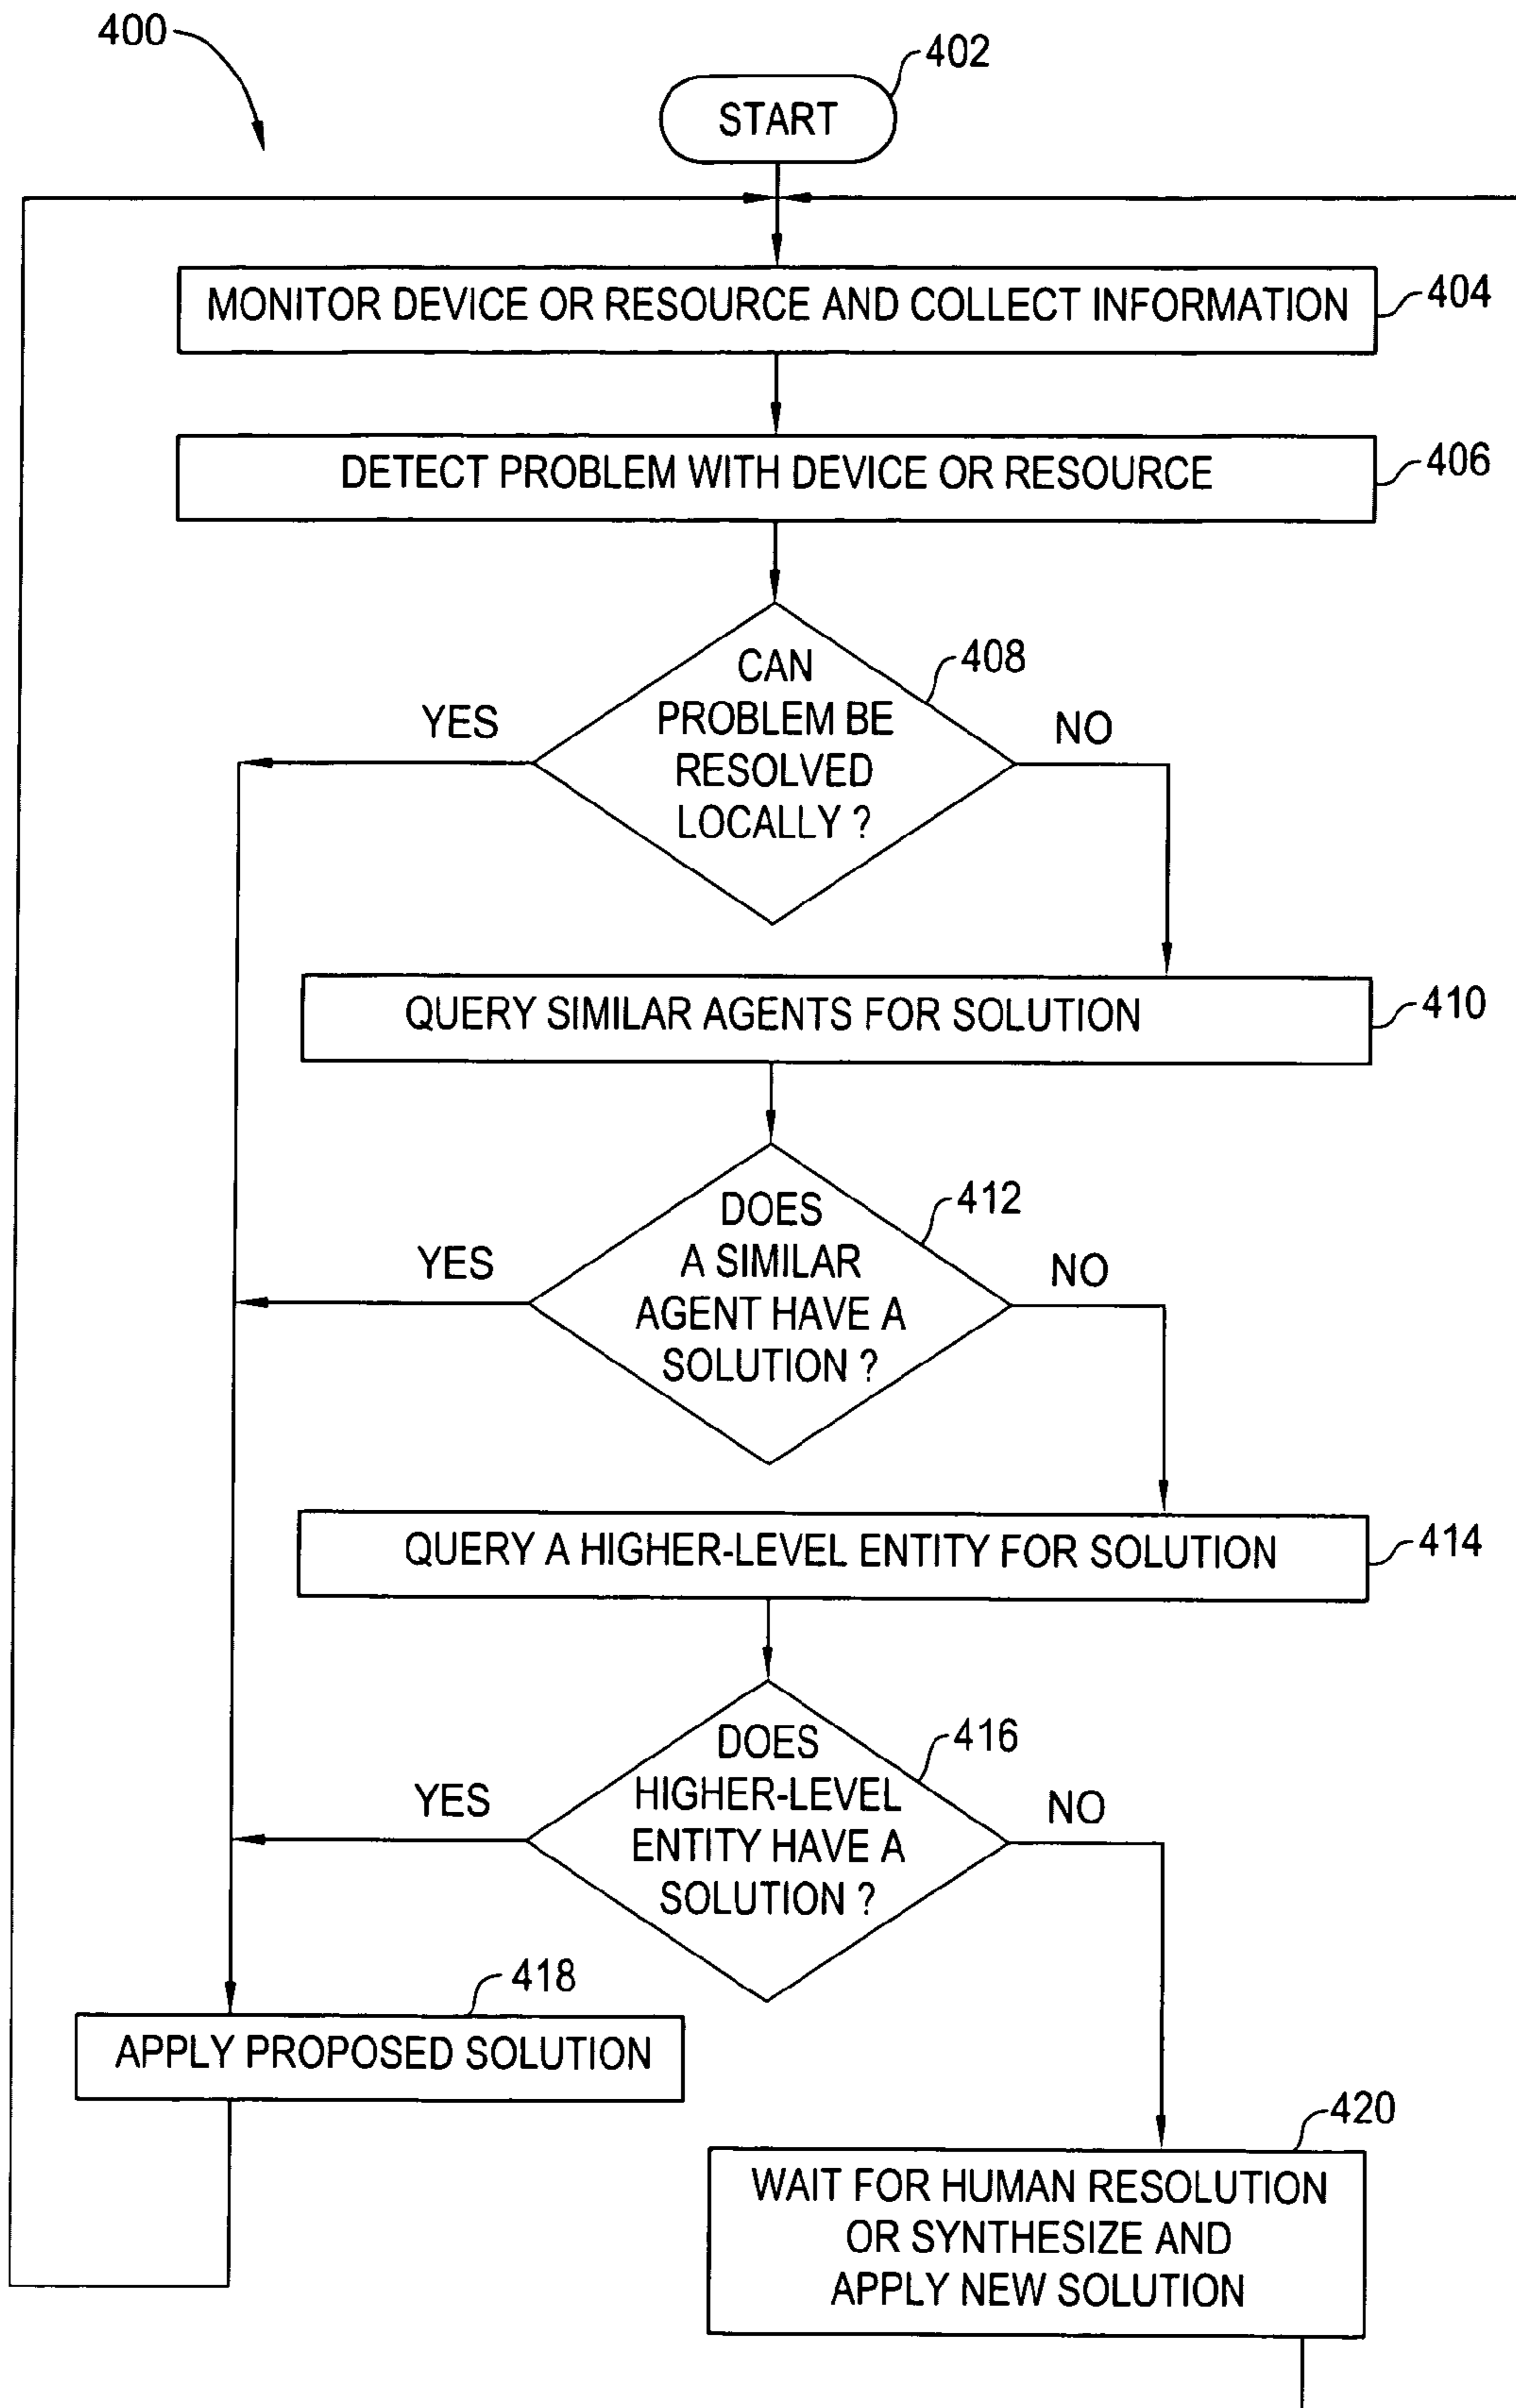 400
402
START
MONITOR DEVICE OR RESOURCE AND COLLECT INFORMATION
404
DETECT PROBLEM WITH DEVICE OR RESOURCE
406
CAN
PROBLEM BE
RESOLVED
LOCALLY ?
408
YES
NO
QUERY SIMILAR AGENTS FOR SOLUTION
410
DOES
A SIMILAR
AGENT HAVE A
SOLUTION ?
412
YES
NO
QUERY A HIGHER-LEVEL ENTITY FOR SOLUTION
414
DOES
HIGHER-LEVEL
ENTITY HAVE A
SOLUTION ?
416
YES
NO
418
APPLY PROPOSED SOLUTION
420
WAIT FOR HUMAN RESOLUTION
OR SYNTHESIZE AND
APPLY NEW SOLUTION